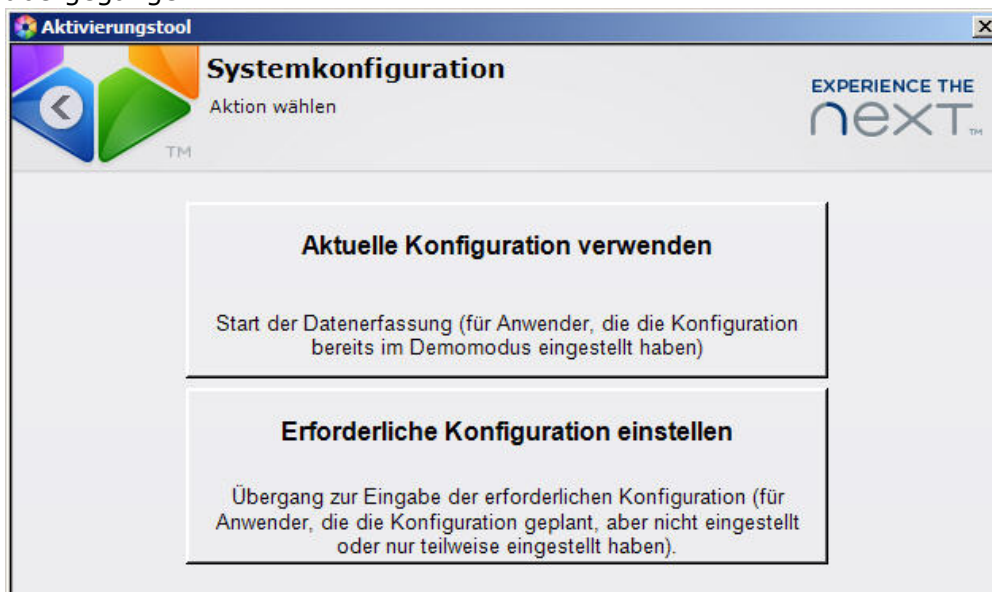 Aktivierungstool
Systemkonfiguration
Aktion wählen
EXPERIENCE THE
next™
TM
Aktuelle Konfiguration verwenden
Start der Datenerfassung (für Anwender, die die Konfiguration
bereits im Demomodus eingestellt haben)
Erforderliche Konfiguration einstellen
Übergang zur Eingabe der erforderlichen Konfiguration (für
Anwender, die die Konfiguration geplant, aber nicht eingestellt
oder nur teilweise eingestellt haben).